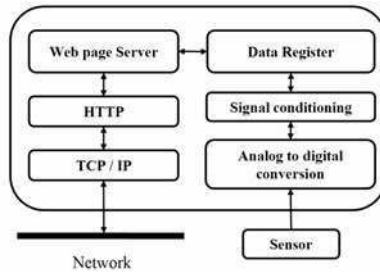 Web page Server
Data Register
HTTP
Signal conditioning
TCP / IP
Analog to digital
conversion
Sensor
Network